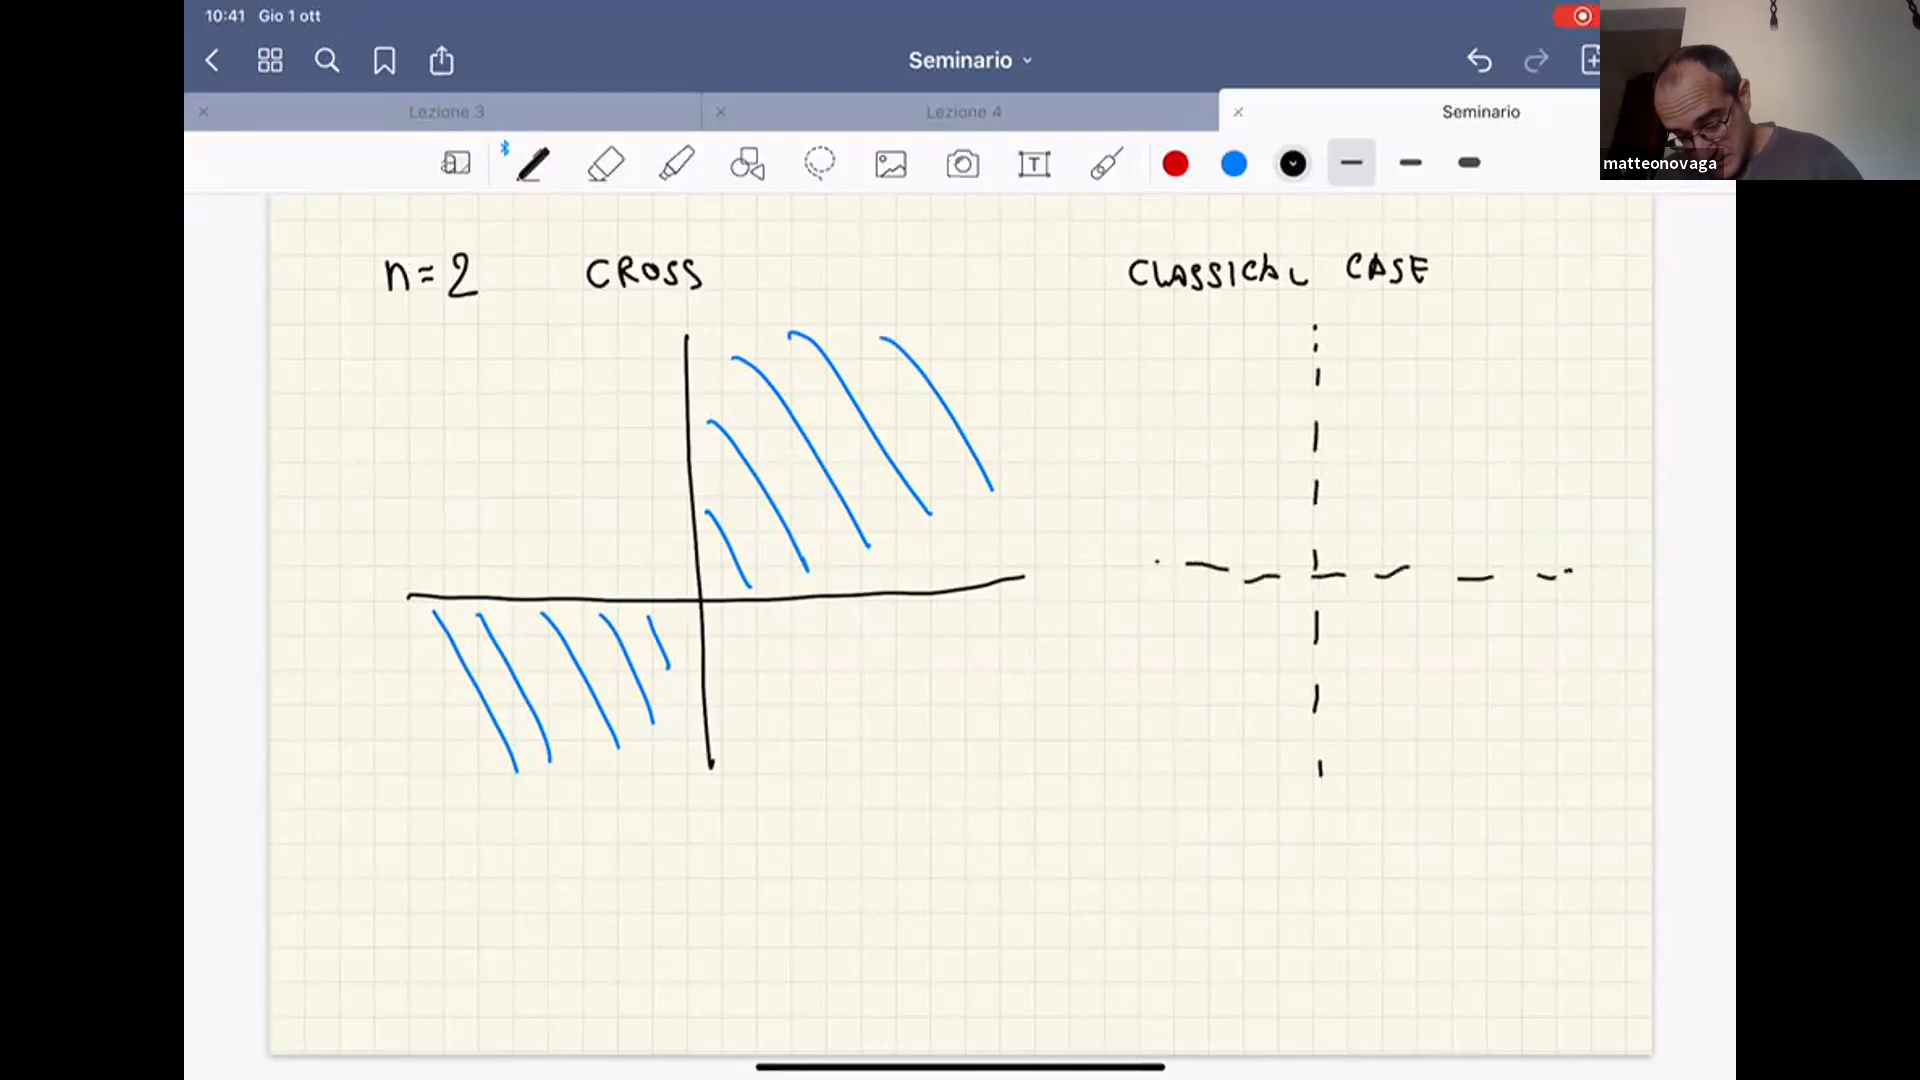 10:41 Gio 1 ott
Seminario
Lezione 3
Lezione 4
Seminario
matteonovaga
n=2 CROSS CLASSICAL CASE